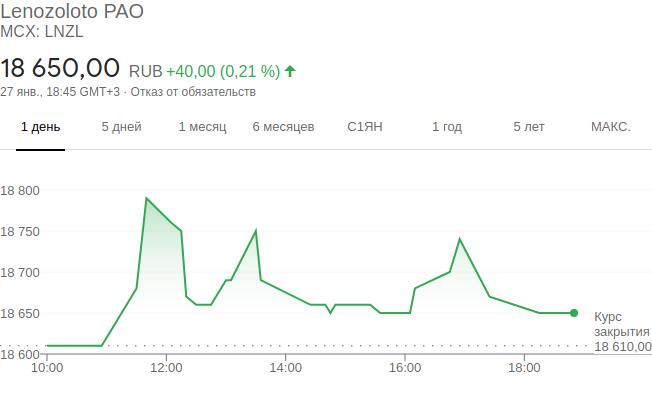 Lenozoloto PAO
MCX: LNZL
18 650,00 RUB +40,00 (0,21 %)
27 янв., 18:45 GMT+3 · Отказ от обязательств
1 день 5 дней 1 месяц 6 месяцев С1ЯН 1 год 5 лет МАКС.
18 800
18 750
18 700
18 650
Курс
закрытия
18 610,00
18 600
10:00 12:00 14:00 16:00 18:00